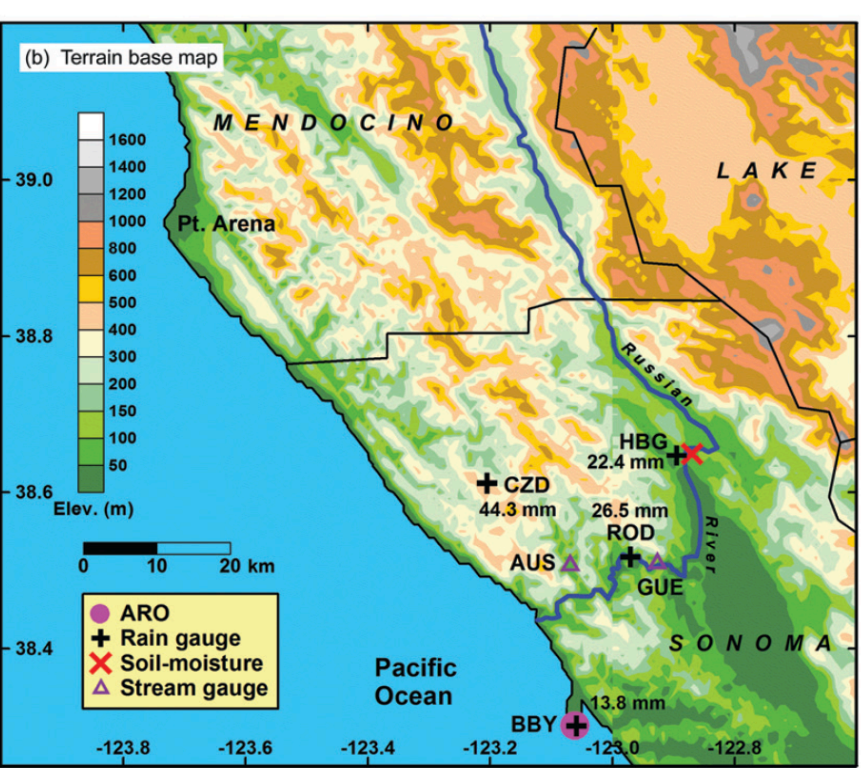 (b) Terrain base map
M E N D O C I N O
L A K E
1600
1400
1200
1000
800
600
500
400
300
200
150
100
50
Elev. (m)
39.0
38.8
38.6
38.4
Pt. Arena
Russian
River
HBG
22.4 mm
CZD
44.3 mm
26.5 mm
ROD
AUS
GUE
0 10 20 km
ARO
Rain gauge
Soil-moisture
Stream gauge
S O N O M A
Pacific
Ocean
13.8 mm
BBY
-123.8 -123.6 -123.4 -123.2 -123.0 -122.8